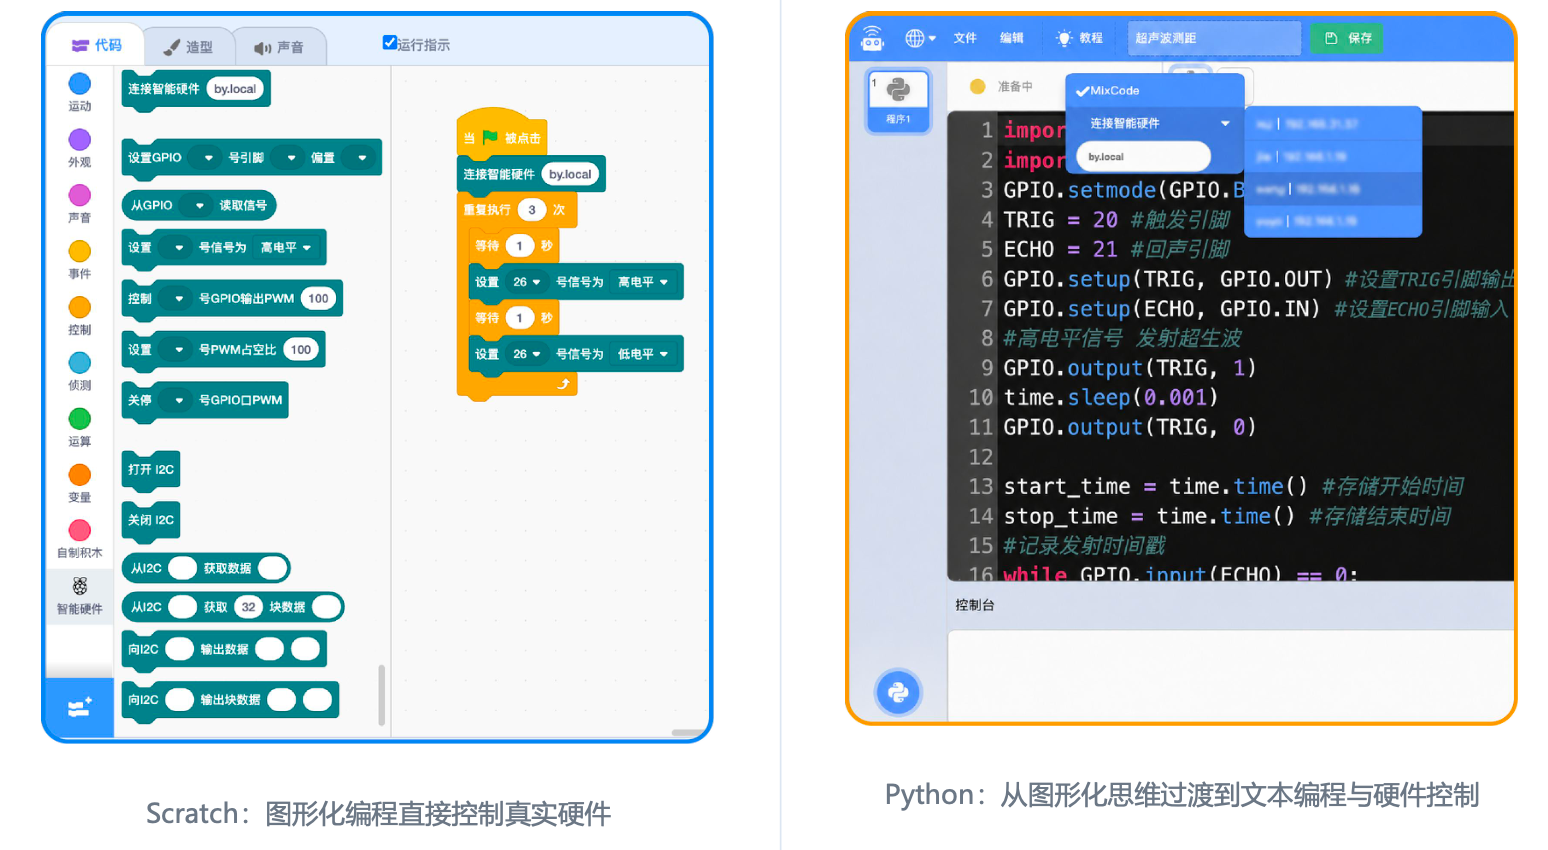 代码
造型
声音
运行指示
运动
外观
声音
事件
控制
侦测
运算
变量
自制积木
智能硬件
连接智能硬件 by.local
设置GPIO 号引脚 偏置
从GPIO 读取信号
设置 号信号为 高电平
控制 号GPIO输出PWM 100
设置 号PWM占空比 100
关停 号GPIO口PWM
打开 I2C
关闭 I2C
从I2C 获取数据
从I2C 获取 32 块数据
向I2C 输出数据
向I2C 输出块数据
当 被点击
连接智能硬件 by.local
重复执行 3 次
等待 1 秒
设置 26 号信号为 高电平
等待 1 秒
设置 26 号信号为 低电平
Scratch：图形化编程直接控制真实硬件
文件 编辑 教程 超声波测距 保存
1
程序1
准备中
MixCode
连接智能硬件
by.local
1 impor
2 impor
3 GPIO.setmode(GPIO.B
4 TRIG = 20 #触发引脚
5 ECHO = 21 #回声引脚
6 GPIO.setup(TRIG, GPIO.OUT) #设置TRIG引脚输出
7 GPIO.setup(ECHO, GPIO.IN) #设置ECHO引脚输入
8 #高电平信号 发射超生波
9 GPIO.output(TRIG, 1)
10 time.sleep(0.001)
11 GPIO.output(TRIG, 0)
12
13 start_time = time.time() #存储开始时间
14 stop_time = time.time() #存储结束时间
15 #记录发射时间戳
16 while GPIO.input(ECHO) == 0:
控制台
Python：从图形化思维过渡到文本编程与硬件控制